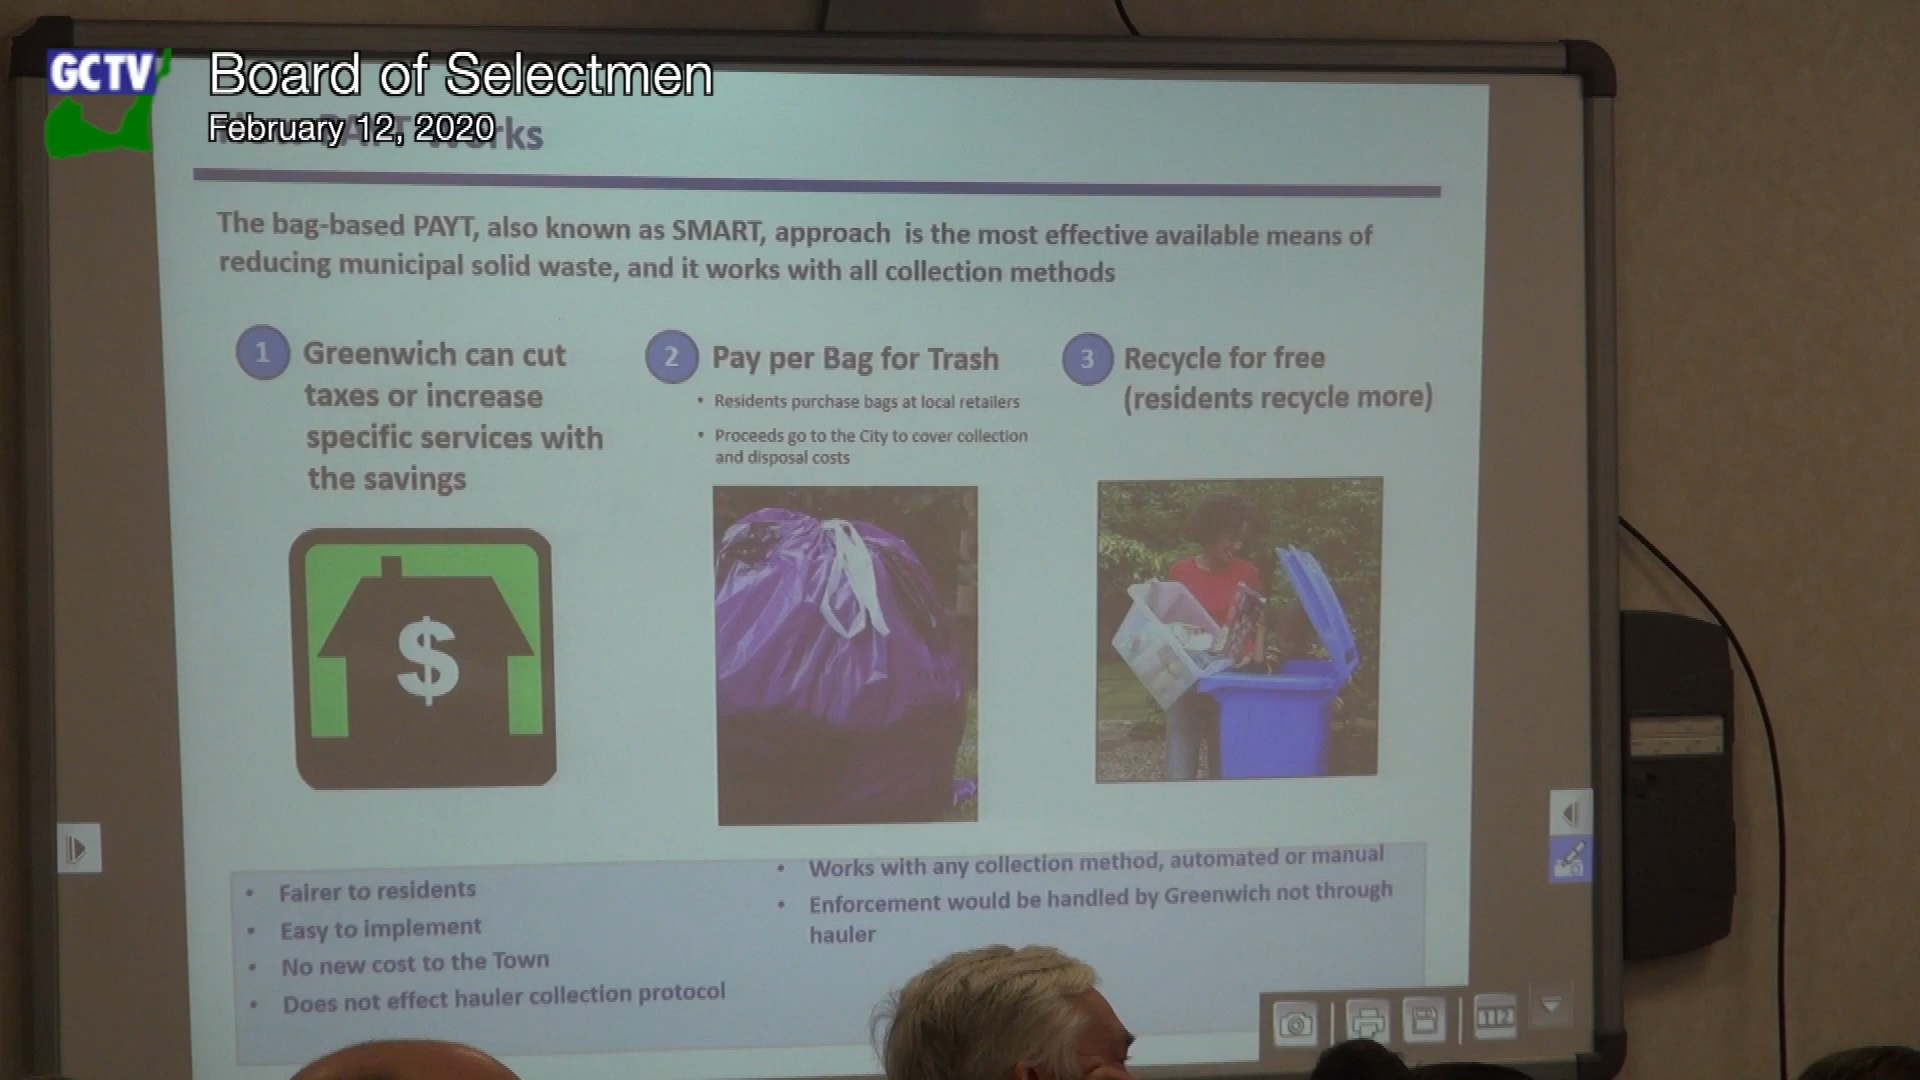 GCTV
Board of Selectmen
February 12, 2020
Works
The bag-based PAYT, also known as SMART, approach is the most effective available means of
reducing municipal solid waste, and it works with all collection methods
1
Greenwich can cut
taxes or increase
specific services with
the savings
$
2
Pay per Bag for Trash
• Residents purchase bags at local retailers
• Proceeds go to the City to cover collection
and disposal costs
3
Recycle for free
(residents recycle more)
• Fairer to residents
• Easy to implement
• No new cost to the Town
• Does not effect hauler collection protocol
• Works with any collection method, automated or manual
• Enforcement would be handled by Greenwich not through
hauler